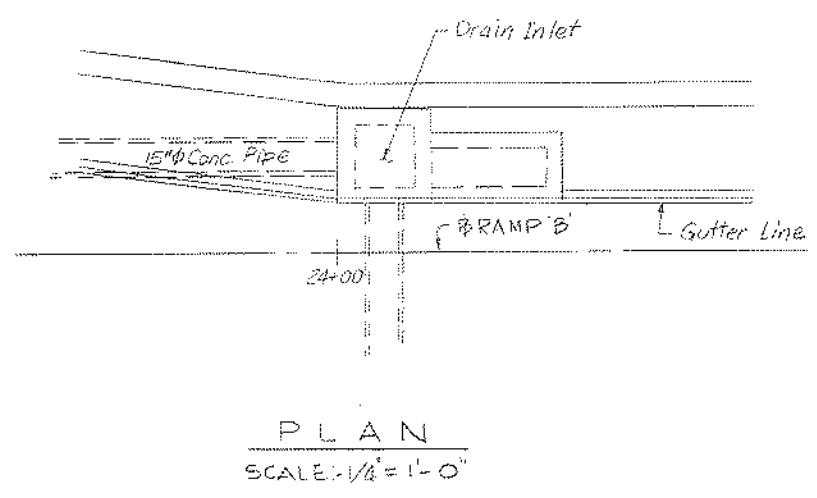 Drain Inlet
15"φ Conc. Pipe
℄ RAMP 'B'
Gutter Line
24+00
PLAN
SCALE:-1/4"=1'-0"